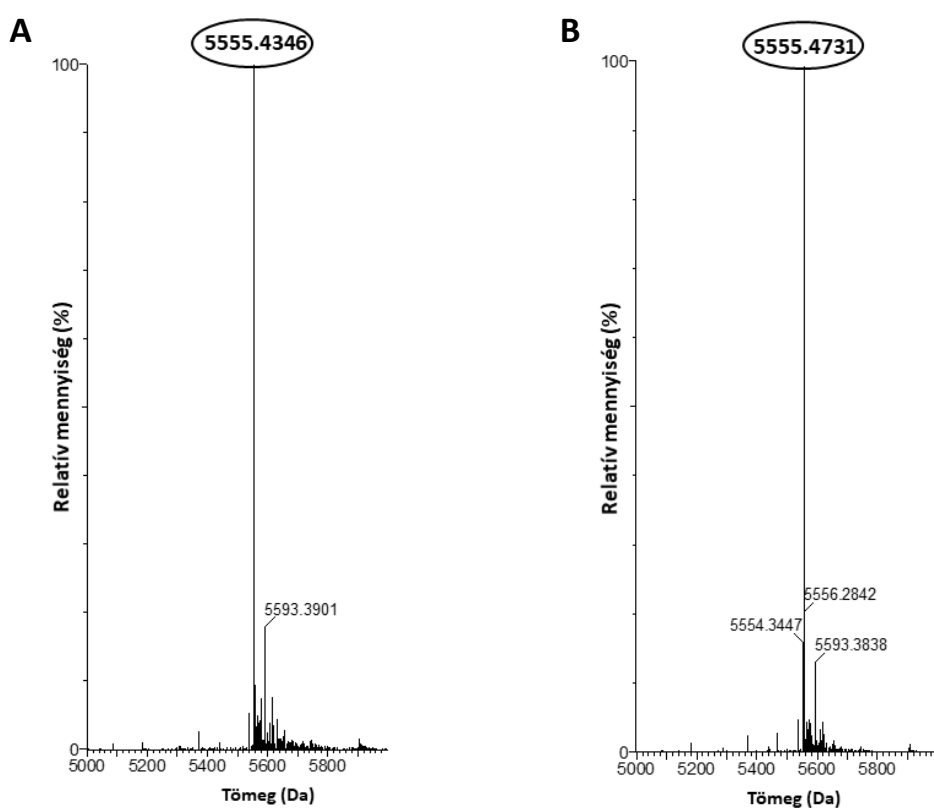 A
5555.4346
100
Relatív mennyiség (%)
5593.3901
0
5000 5200 5400 5600 5800
Tömeg (Da)
B
5555.4731
100
Relatív mennyiség (%)
5556.2842
5554.3447
5593.3838
0
5000 5200 5400 5600 5800
Tömeg (Da)